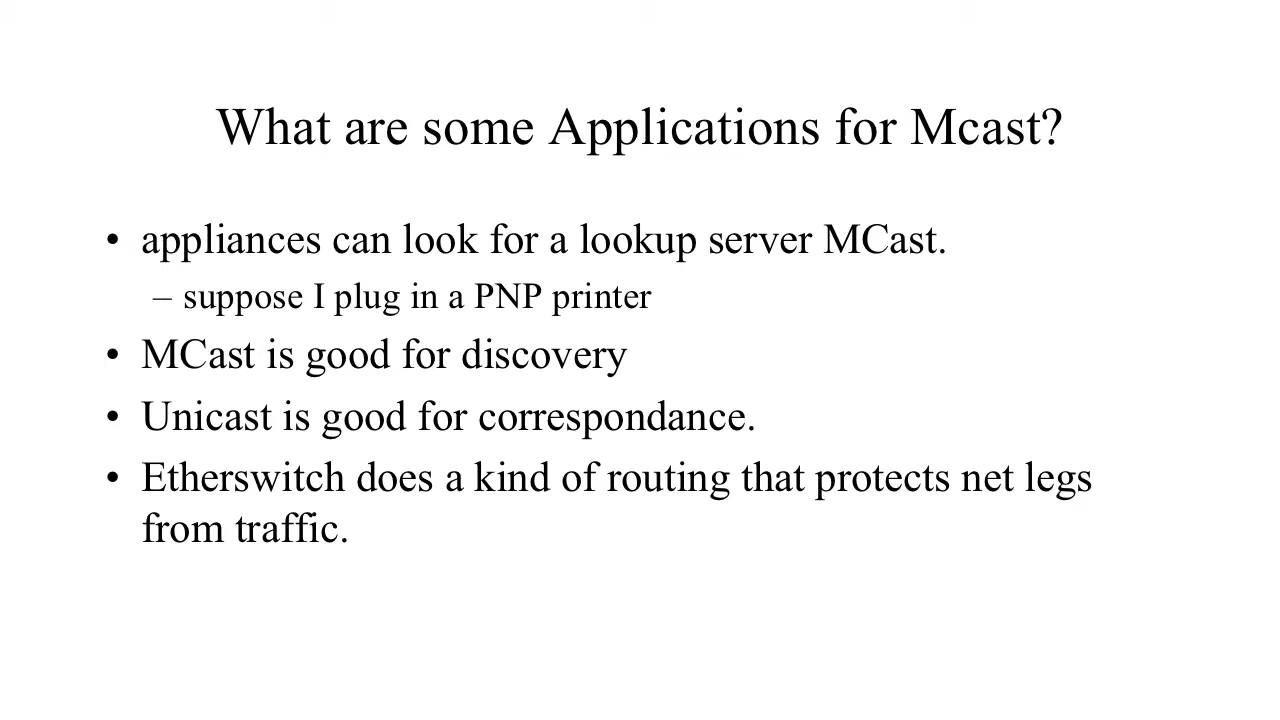 What are some Applications for Mcast?
• appliances can look for a lookup server MCast.
– suppose I plug in a PNP printer
• MCast is good for discovery
• Unicast is good for correspondance.
• Etherswitch does a kind of routing that protects net legs
from traffic.